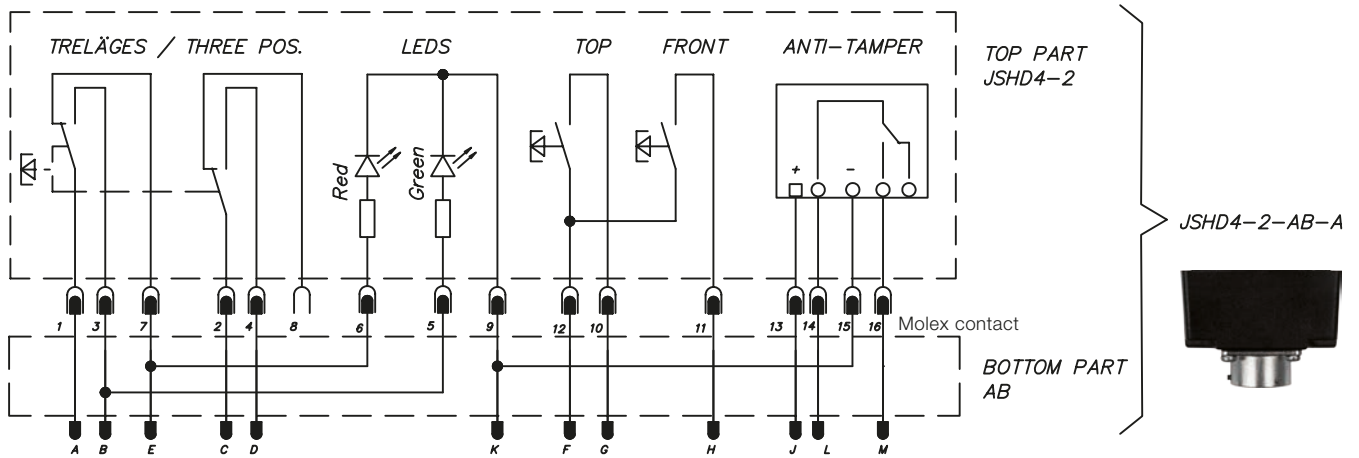 TRELÄGES / THREE POS. LEDS TOP FRONT ANTI-TAMPER
TOP PART
JSHD4-2
Red
Green
+ -
JSHD4-2-AB-A
1 3 7 2 4 8 6 5 9 12 10 11 13 14 15 16 Molex contact
BOTTOM PART
AB
A B E C D K F G H J L M